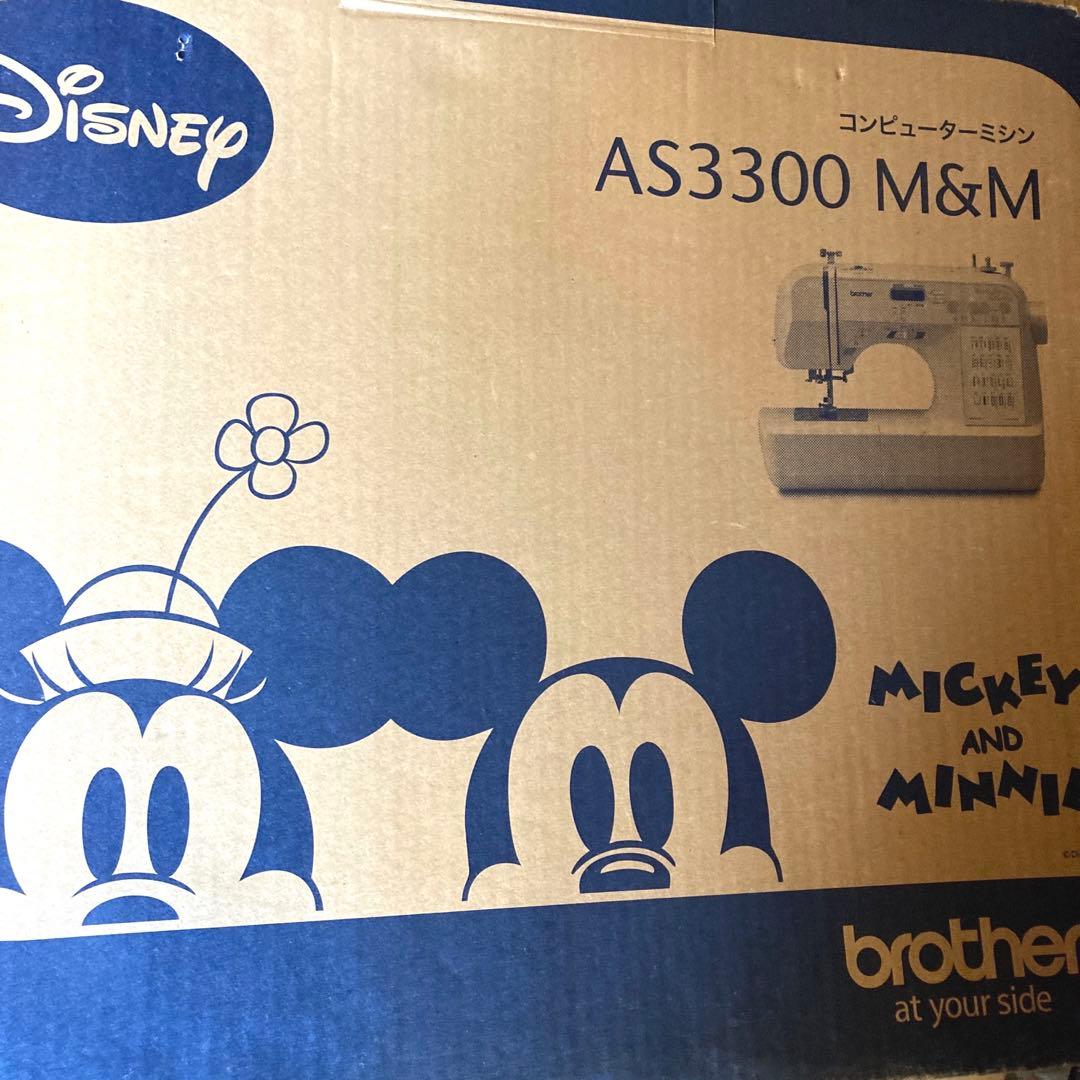 DISNEY
コンピューターミシン
AS3300 M&M
brother
MICKEY
AND
MINNIE
brother
at your side